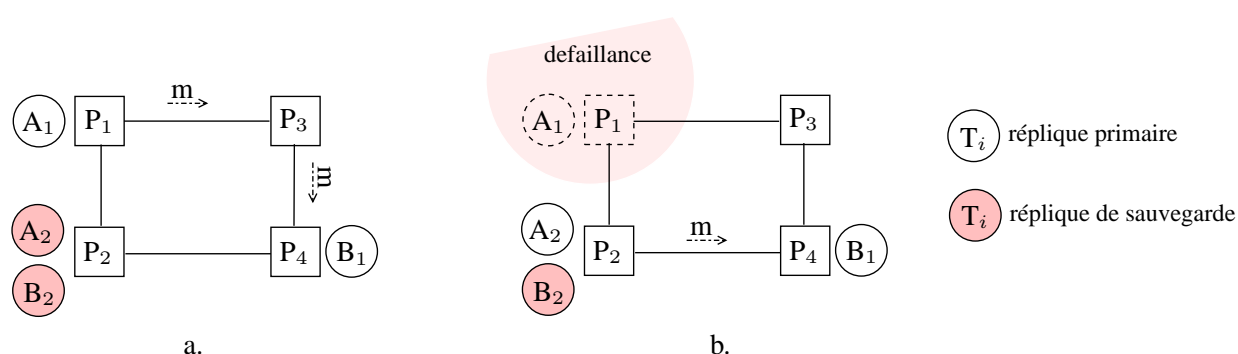 defaillance
m
m
A1 P1 P3
A2 P2 P4 B1
B2
a.
A1 P1 P3
A2 P2 m P4 B1
B2
b.
Ti réplique primaire
Ti réplique de sauvegarde